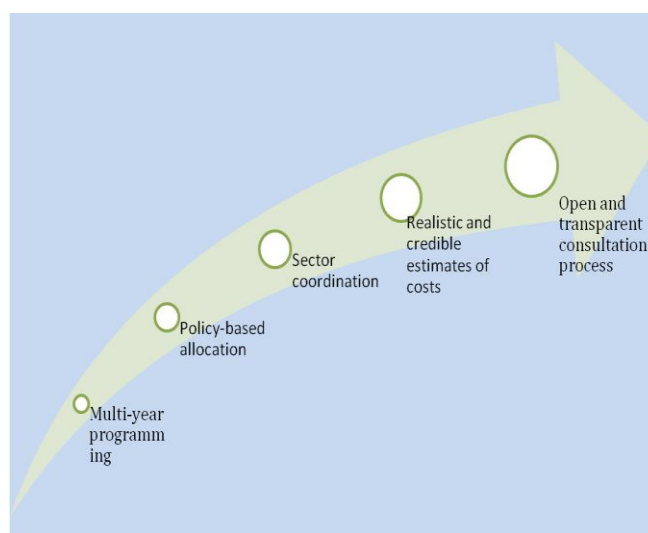 Multi-year
programm
ing
Policy-based
allocation
Sector
coordination
Realistic and
credible
estimates of
costs
Open and
transparent
consultation
process